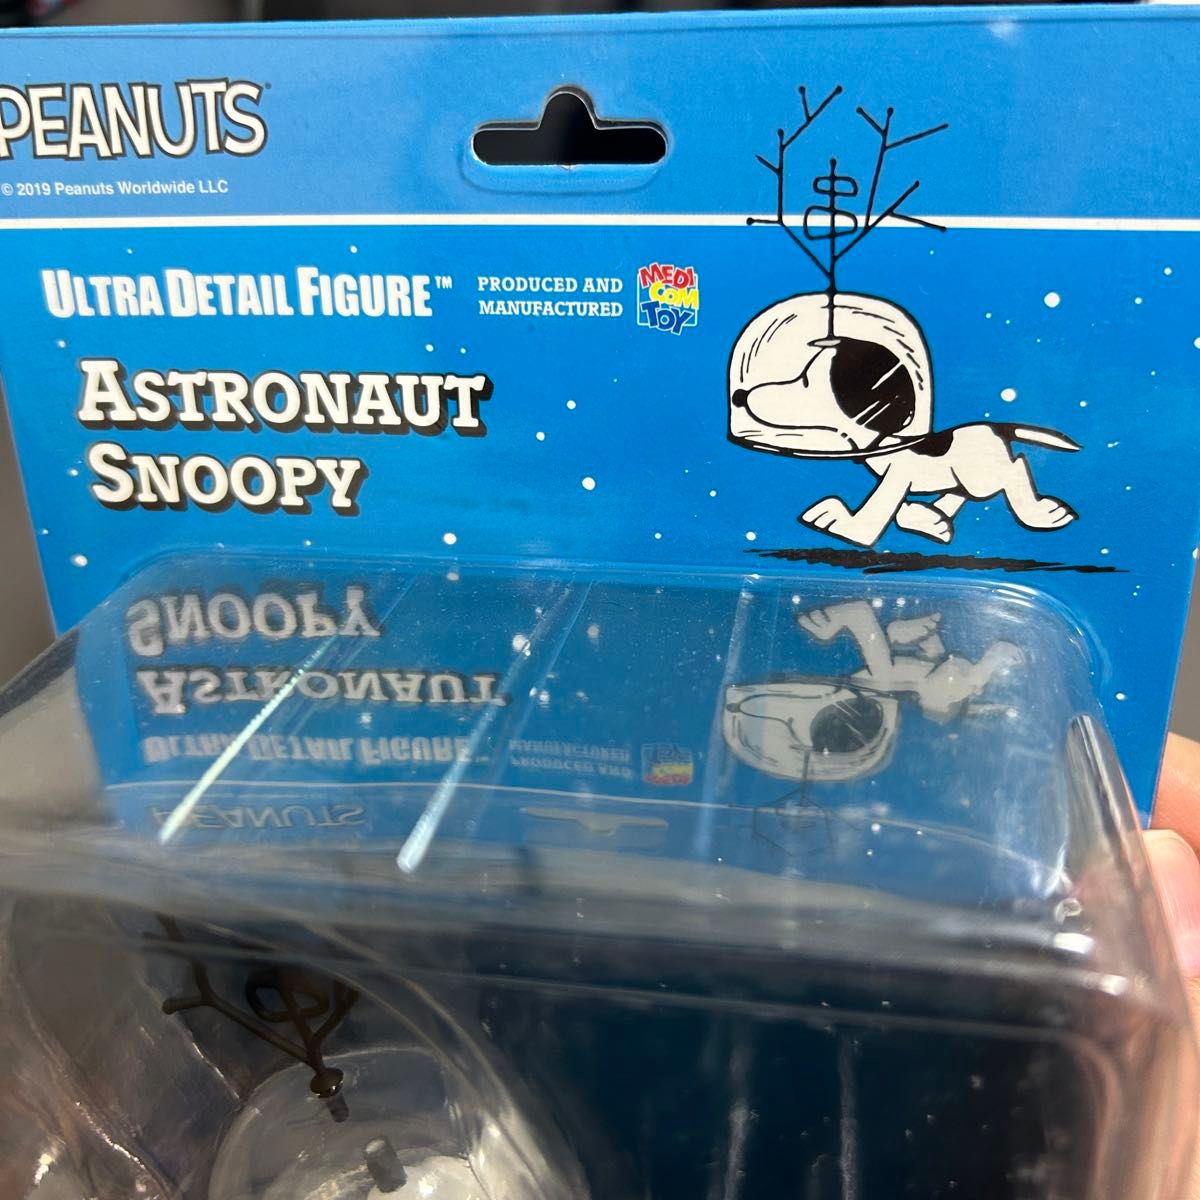 PEANUTS
© 2019 Peanuts Worldwide LLC
ULTRA DETAIL FIGURE™
PRODUCED AND
MANUFACTURED
MEDI
COM
TOY
ASTRONAUT
SNOOPY